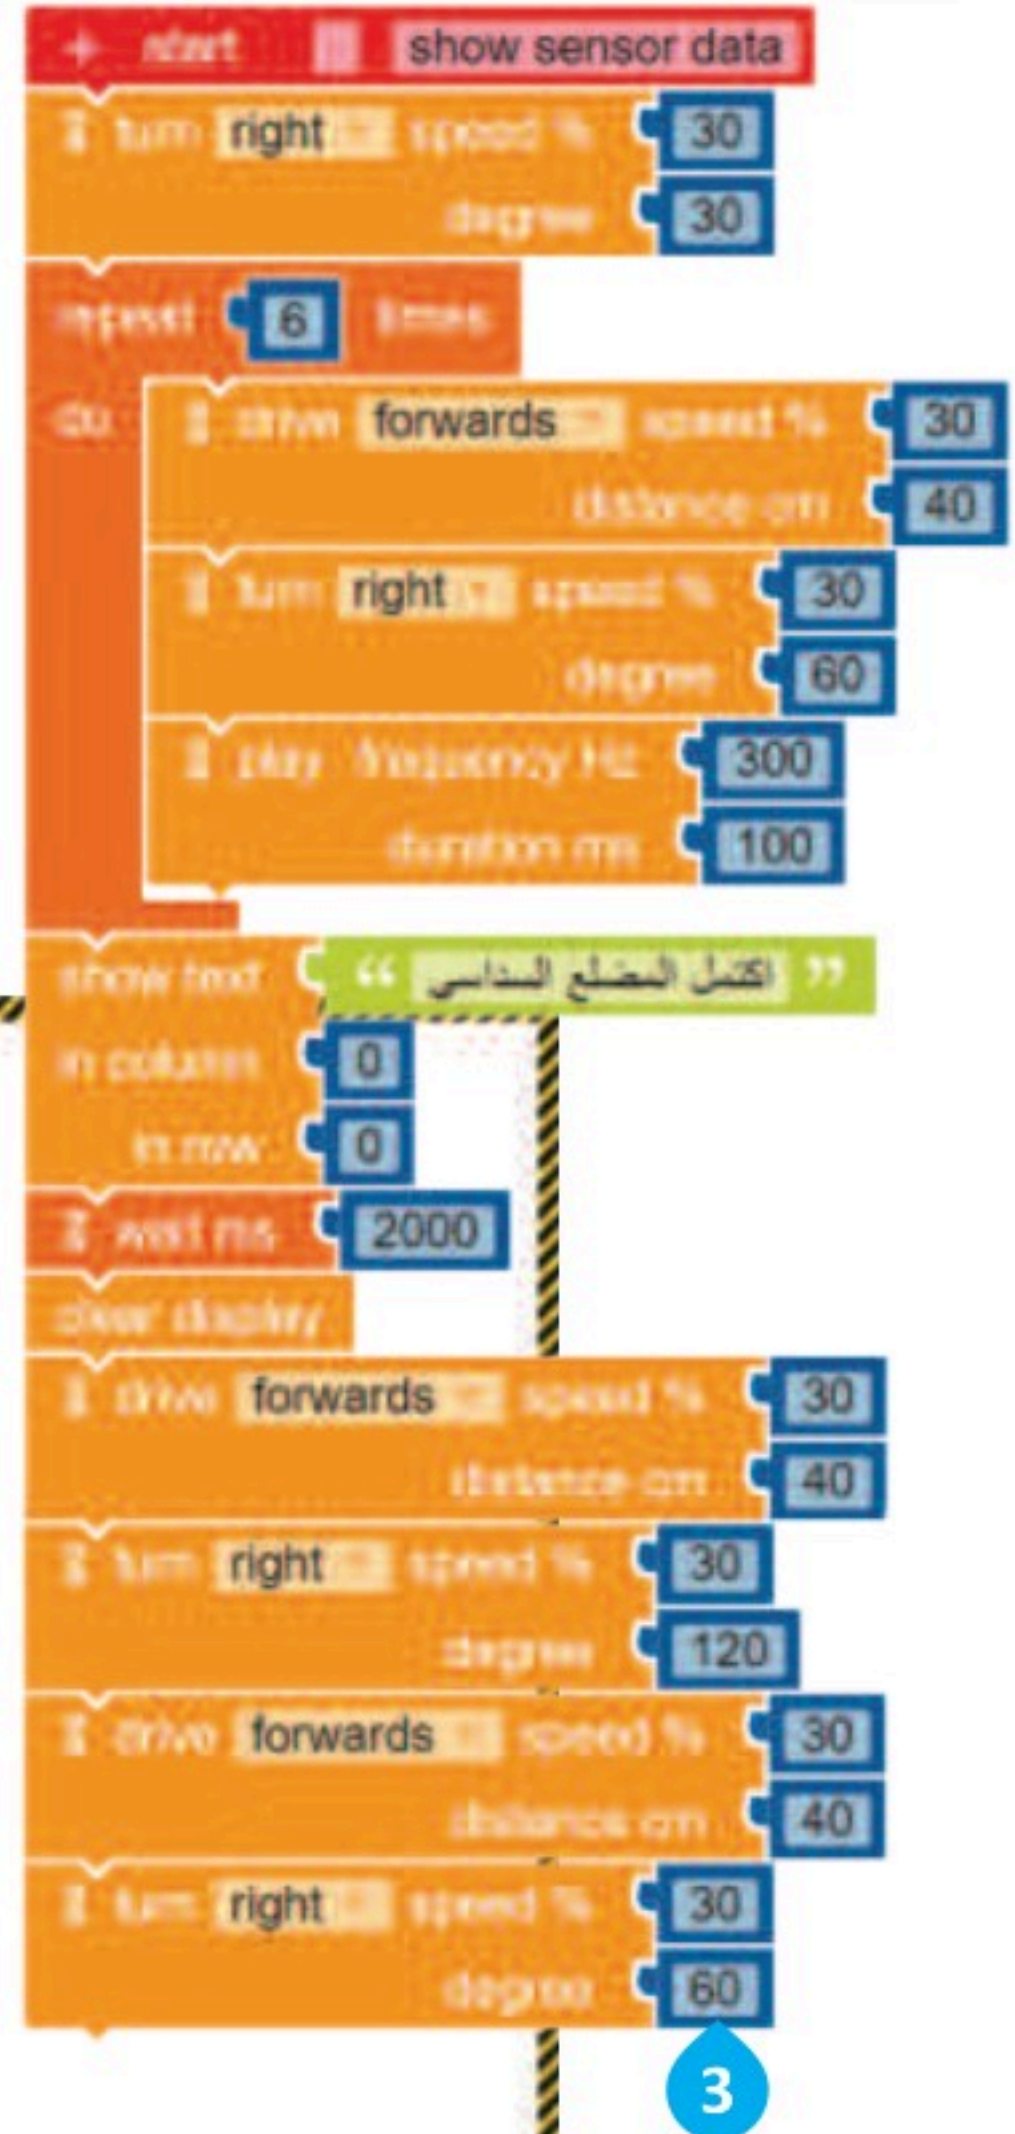 + start show sensor data
turn right speed % 30
degree 30
repeat 6 times
do drive forwards speed % 30
distance cm 40
turn right speed % 30
degree 60
play frequency Hz 300
duration ms 100
show text “ اكتمل المضلع السداسي ”
in column 0
in row 0
wait ms 2000
clear display
drive forwards speed % 30
distance cm 40
turn right speed % 30
degree 120
drive forwards speed % 30
distance cm 40
turn right speed % 30
degree 60
3